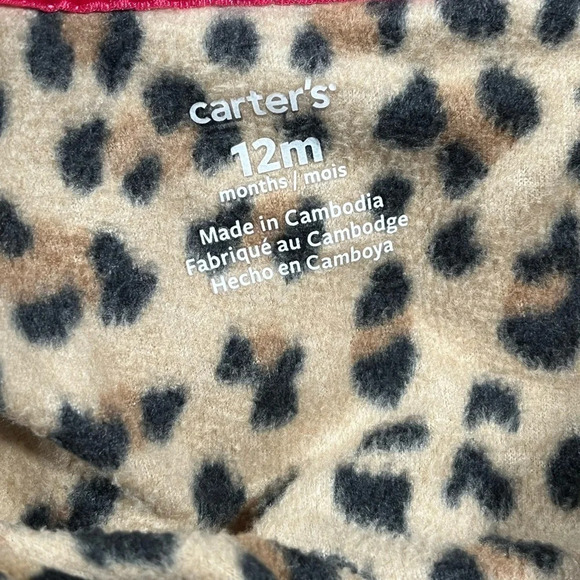 carter's
12m
months / mois
Made in Cambodia
Fabriqué au Cambodge
Hecho en Camboya